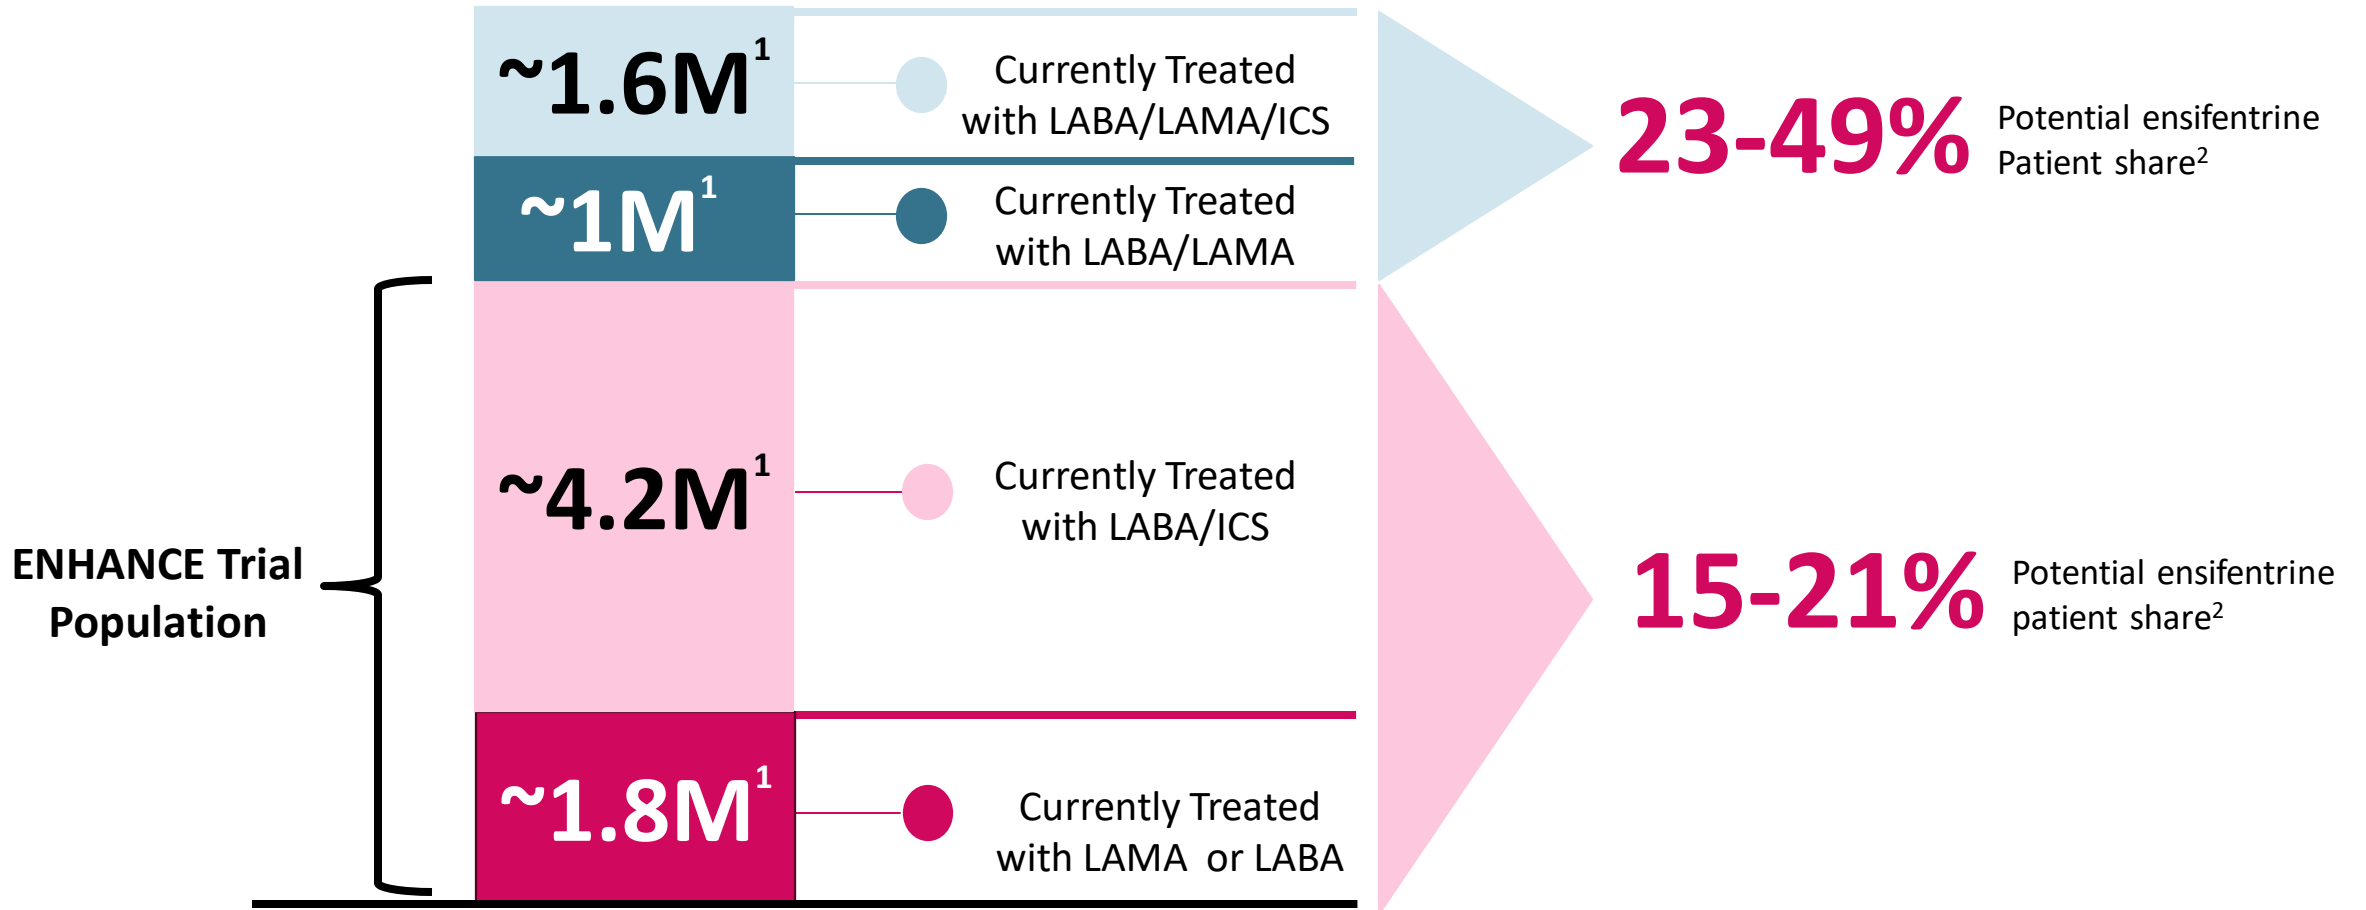 ~1.6M¹
Currently Treated
with LABA/LAMA/ICS
23-49%
Potential ensifentrine
Patient share²
~1M¹
Currently Treated
with LABA/LAMA
ENHANCE Trial
Population
~4.2M¹
Currently Treated
with LABA/ICS
15-21%
Potential ensifentrine
patient share²
~1.8M¹
Currently Treated
with LAMA or LABA